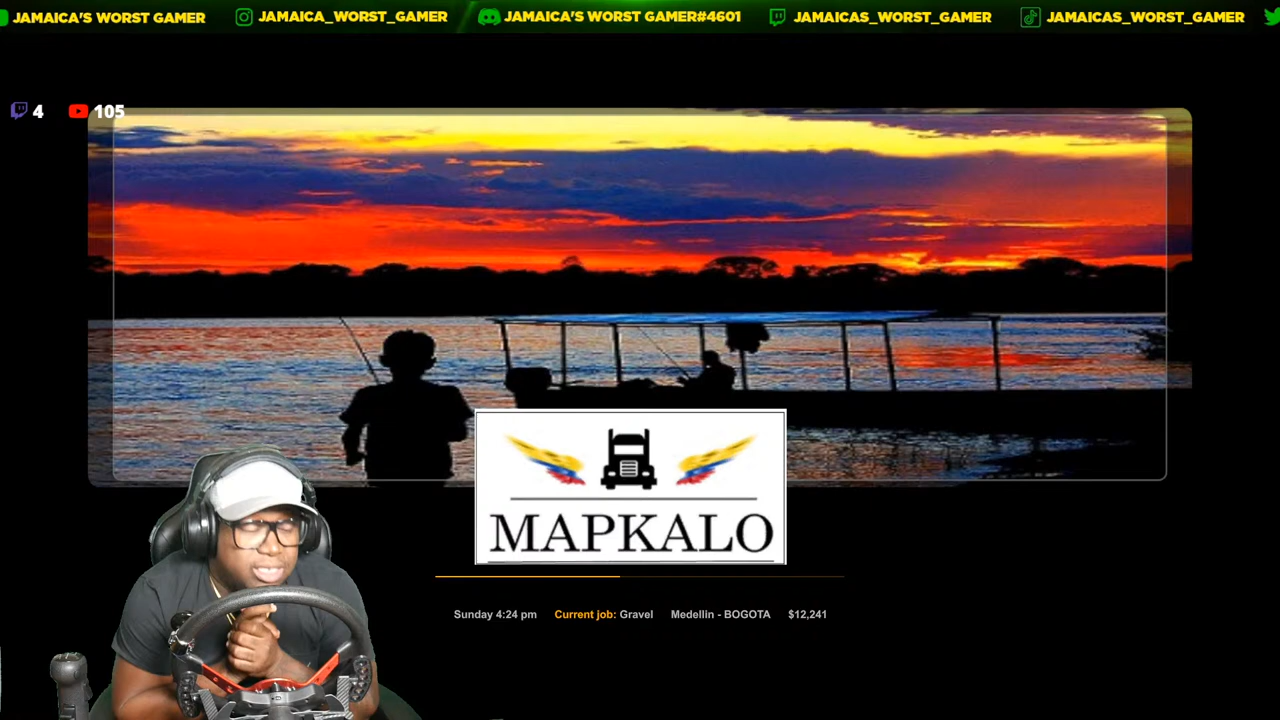 JAMAICA'S WORST GAMER JAMAICA_WORST_GAMER JAMAICA'S WORST GAMER#4601 JAMAICAS_WORST_GAMER JAMAICAS_WORST_GAMER
4 105
MAPKALO
Sunday 4:24 pm Current job: Gravel Medellin - BOGOTA $12,241